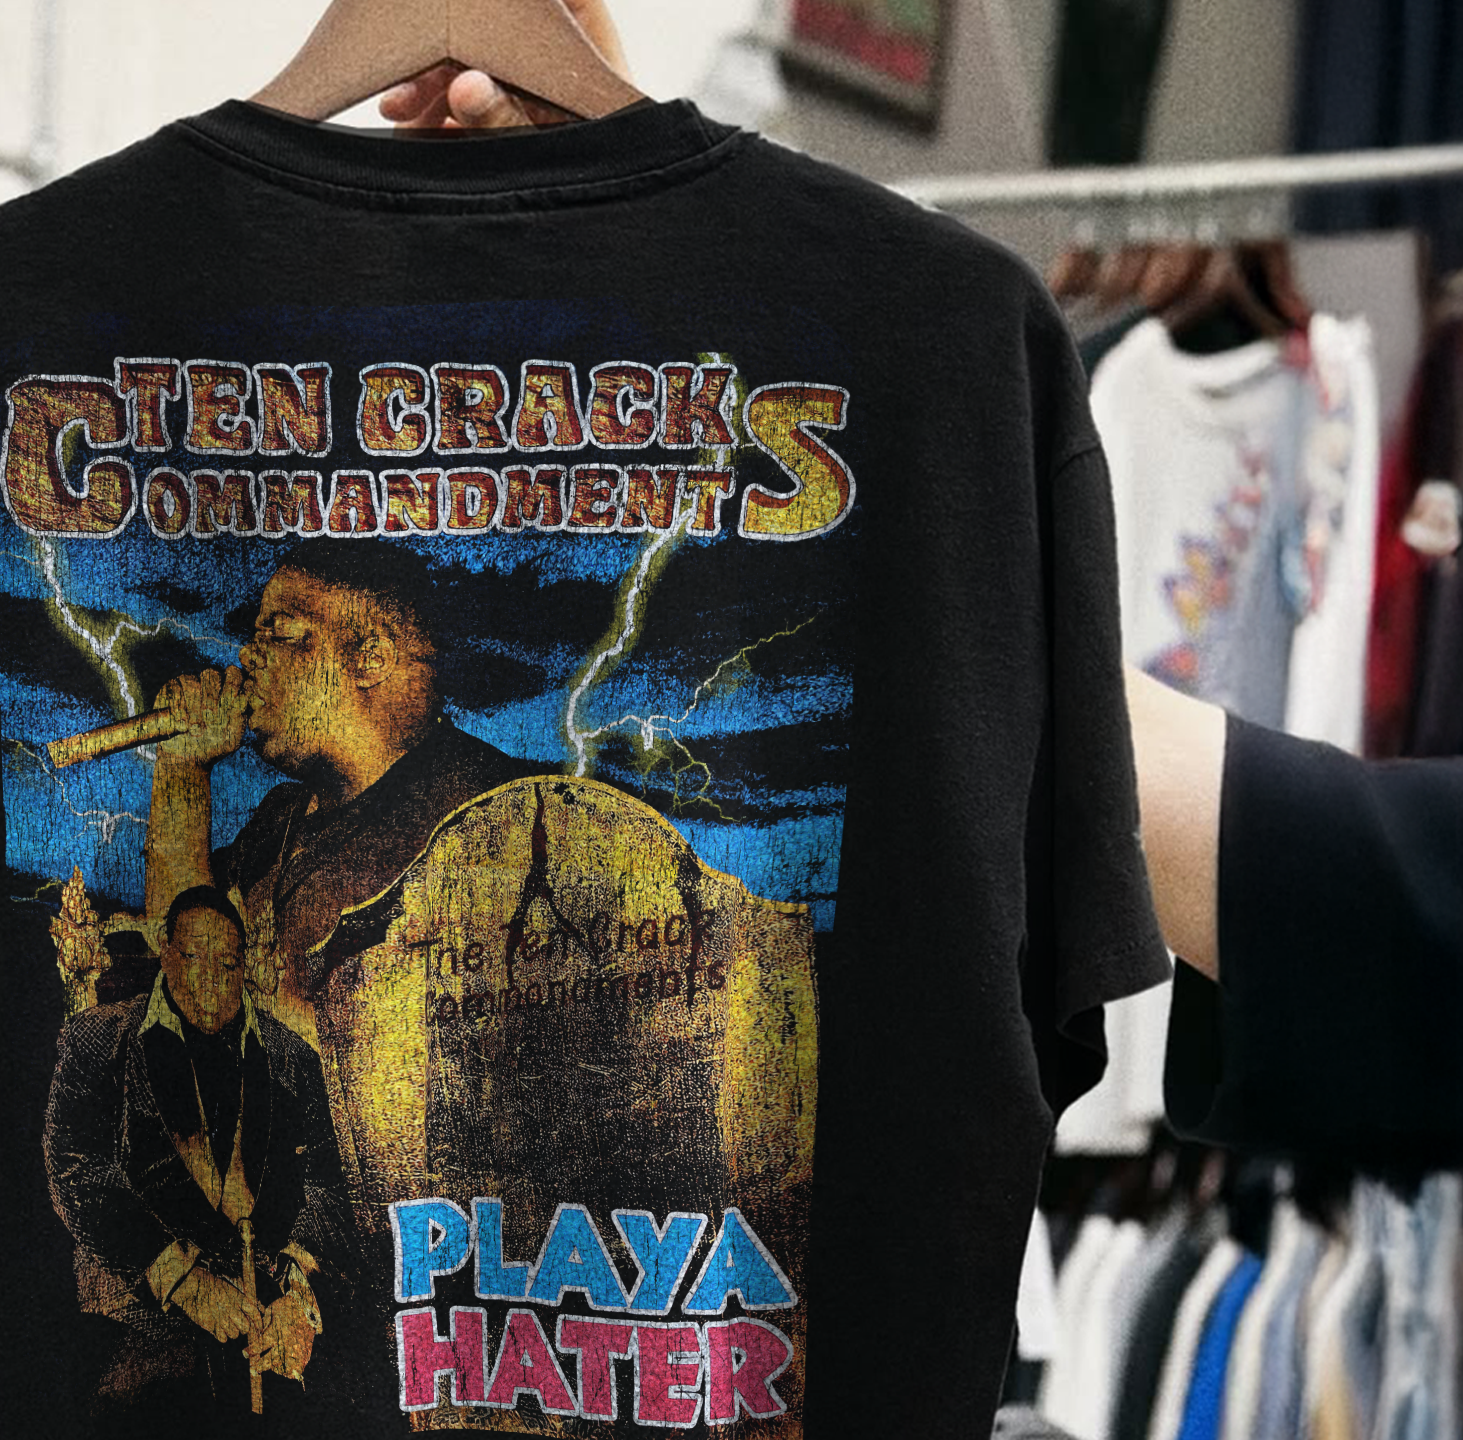 TEN CRACK
COMMANDMENTS
The Ten Crack
commandments
PLAYA
HATER